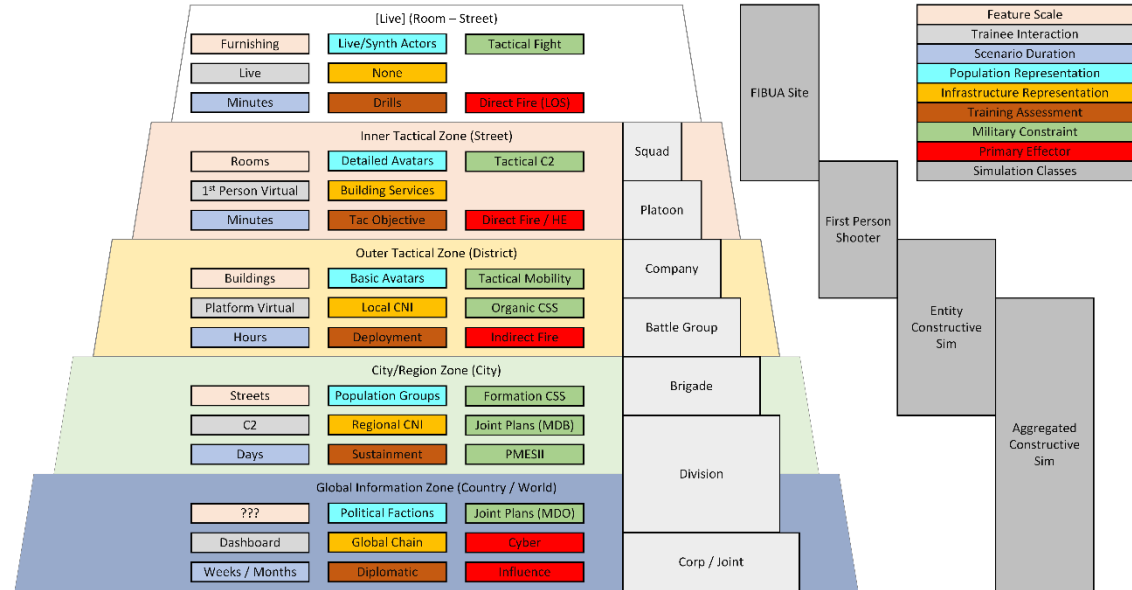 [Live] (Room – Street)
Furnishing
Live/Synth Actors
Tactical Fight
Live
None
Minutes
Drills
Direct Fire (LOS)
Inner Tactical Zone (Street)
Rooms
Detailed Avatars
Tactical C2
1st Person Virtual
Building Services
Minutes
Tac Objective
Direct Fire / HE
Outer Tactical Zone (District)
Buildings
Basic Avatars
Tactical Mobility
Platform Virtual
Local CNI
Organic CSS
Hours
Deployment
Indirect Fire
City/Region Zone (City)
Streets
Population Groups
Formation CSS
C2
Regional CNI
Joint Plans (MDB)
Days
Sustainment
PMESII
Global Information Zone (Country / World)
???
Political Factions
Joint Plans (MDO)
Dashboard
Global Chain
Cyber
Weeks / Months
Diplomatic
Influence
Squad
Platoon
Company
Battle Group
Brigade
Division
Corp / Joint
FIBUA Site
First Person
Shooter
Entity
Constructive
Sim
Aggregated
Constructive
Sim
Feature Scale
Trainee Interaction
Scenario Duration
Population Representation
Infrastructure Representation
Training Assessment
Military Constraint
Primary Effector
Simulation Classes